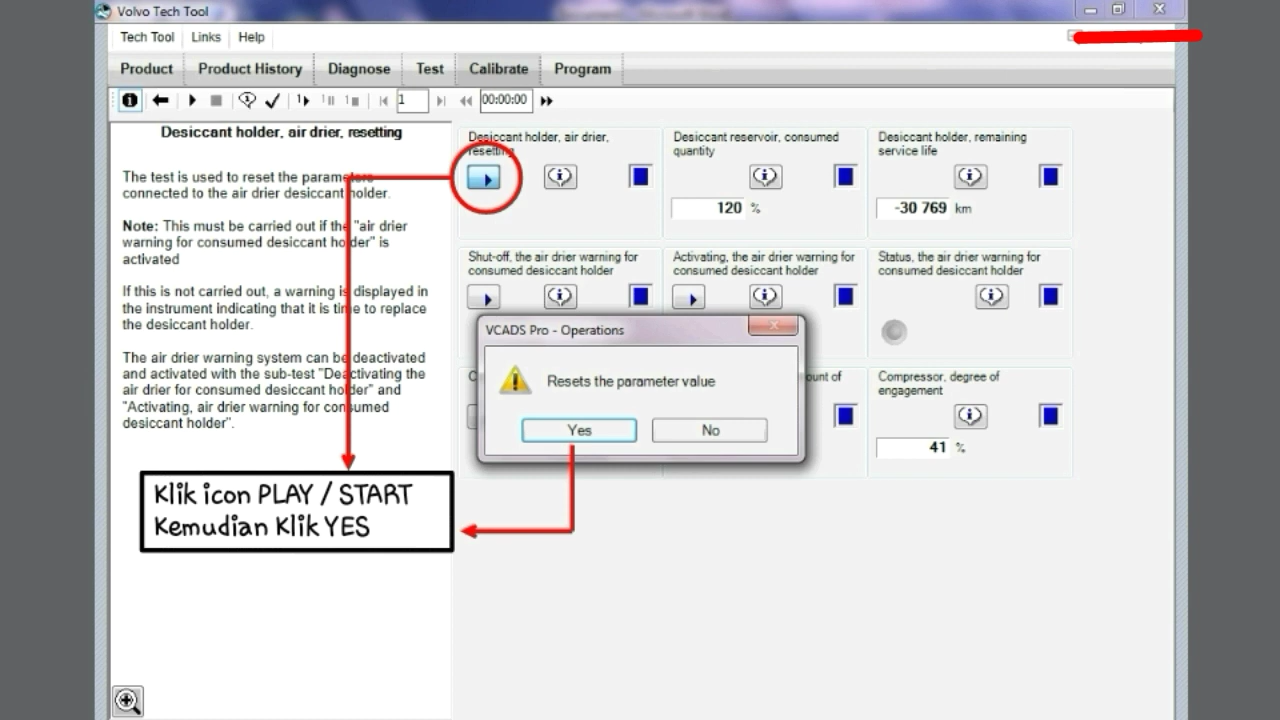 Volvo Tech Tool
Tech Tool Links Help
Product Product History Diagnose Test Calibrate Program
1 00:00:00
Desiccant holder, air drier, resetting
The test is used to reset the parameters
connected to the air drier desiccant holder.
Note: This must be carried out if the "air drier
warning for consumed desiccant holder" is
activated
If this is not carried out, a warning is displayed in
the instrument indicating that it is time to replace
the desiccant holder.
The air drier warning system can be deactivated
and activated with the sub-test "Deactivating the
air drier for consumed desiccant holder" and
"Activating, air drier warning for consumed
desiccant holder".
Desiccant holder, air drier,
resetting
Desiccant reservoir, consumed
quantity
120 %
Desiccant holder, remaining
service life
-30 769 km
Shut-off, the air drier warning for
consumed desiccant holder
Activating, the air drier warning for
consumed desiccant holder
Status, the air drier warning for
consumed desiccant holder
VCADS Pro - Operations
Resets the parameter value
Yes No
ount of
Compressor, degree of
engagement
41 %
Klik icon PLAY / START
Kemudian Klik YES